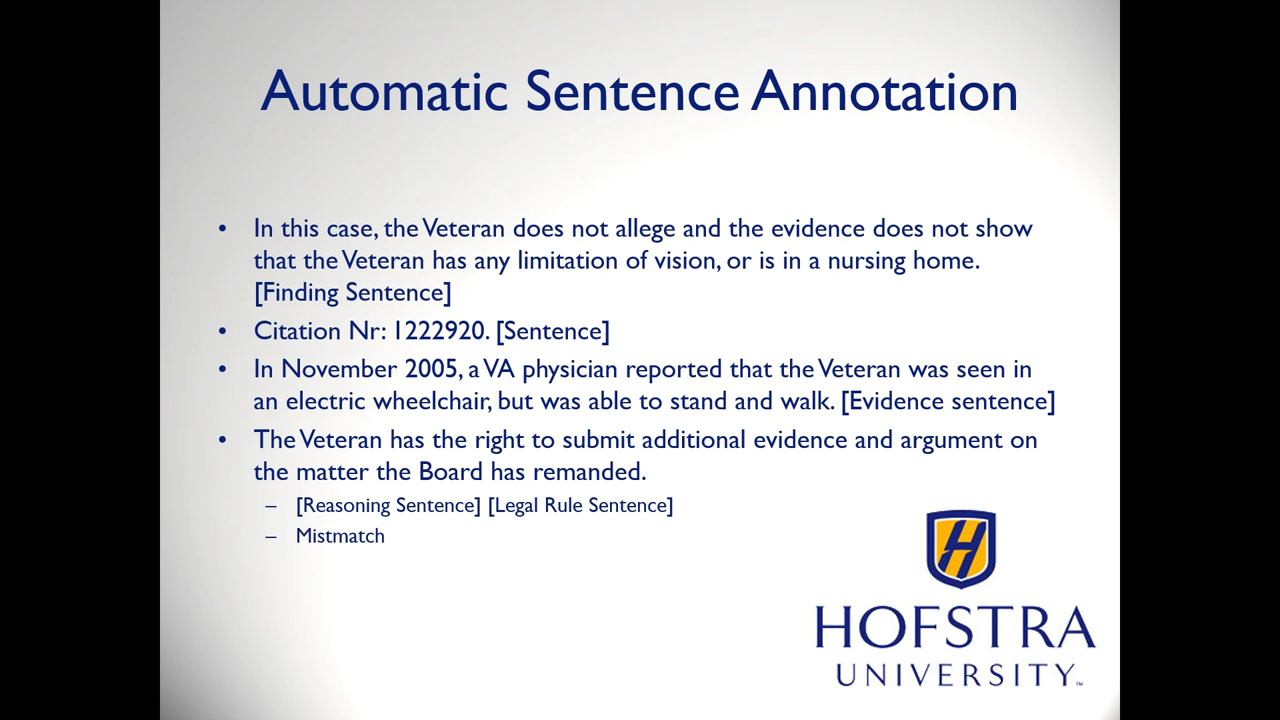 Automatic Sentence Annotation
• In this case, the Veteran does not allege and the evidence does not show
that the Veteran has any limitation of vision, or is in a nursing home.
[Finding Sentence]
• Citation Nr: 1222920. [Sentence]
• In November 2005, a VA physician reported that the Veteran was seen in
an electric wheelchair, but was able to stand and walk. [Evidence sentence]
• The Veteran has the right to submit additional evidence and argument on
the matter the Board has remanded.
– [Reasoning Sentence] [Legal Rule Sentence]
– Mistmatch
H
HOFSTRA
UNIVERSITY™